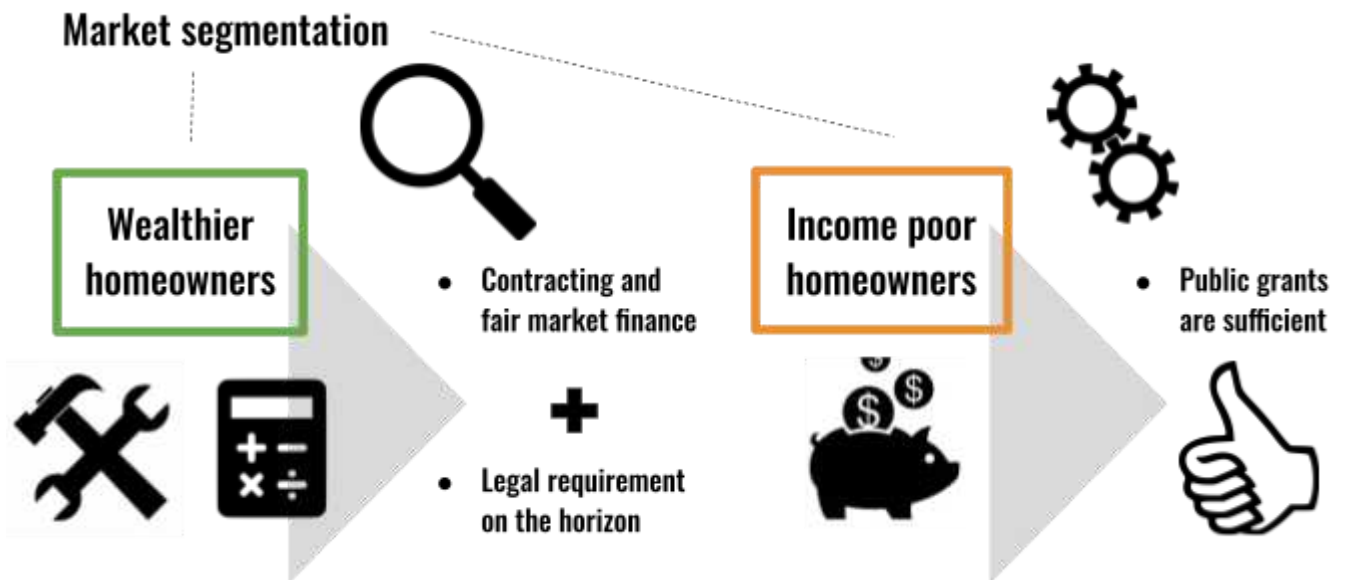 Market segmentation
Wealthier
homeowners
• Contracting and
fair market finance
• Legal requirement
on the horizon
Income poor
homeowners
• Public grants
are sufficient
$
$
$